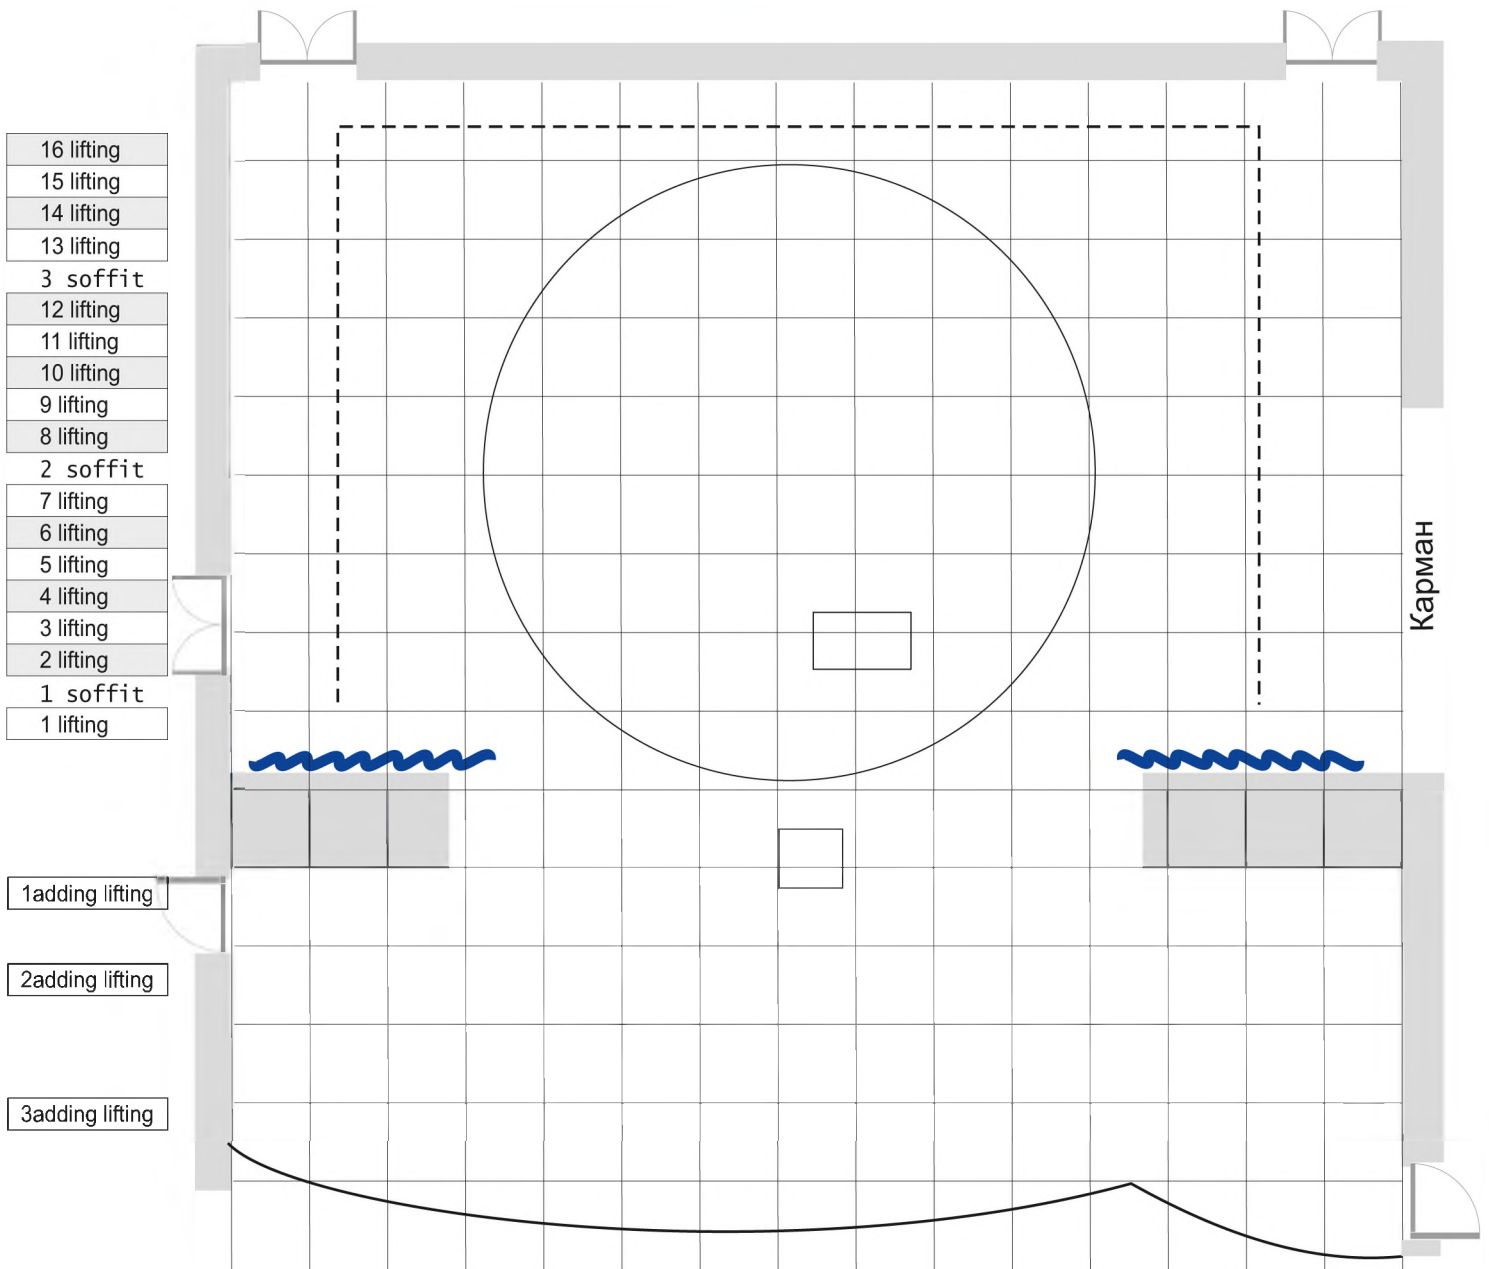 16 lifting
15 lifting
14 lifting
13 lifting
3 soffit
12 lifting
11 lifting
10 lifting
9 lifting
8 lifting
2 soffit
7 lifting
6 lifting
5 lifting
4 lifting
3 lifting
2 lifting
1 soffit
1 lifting
Карман
1adding lifting
2adding lifting
3adding lifting